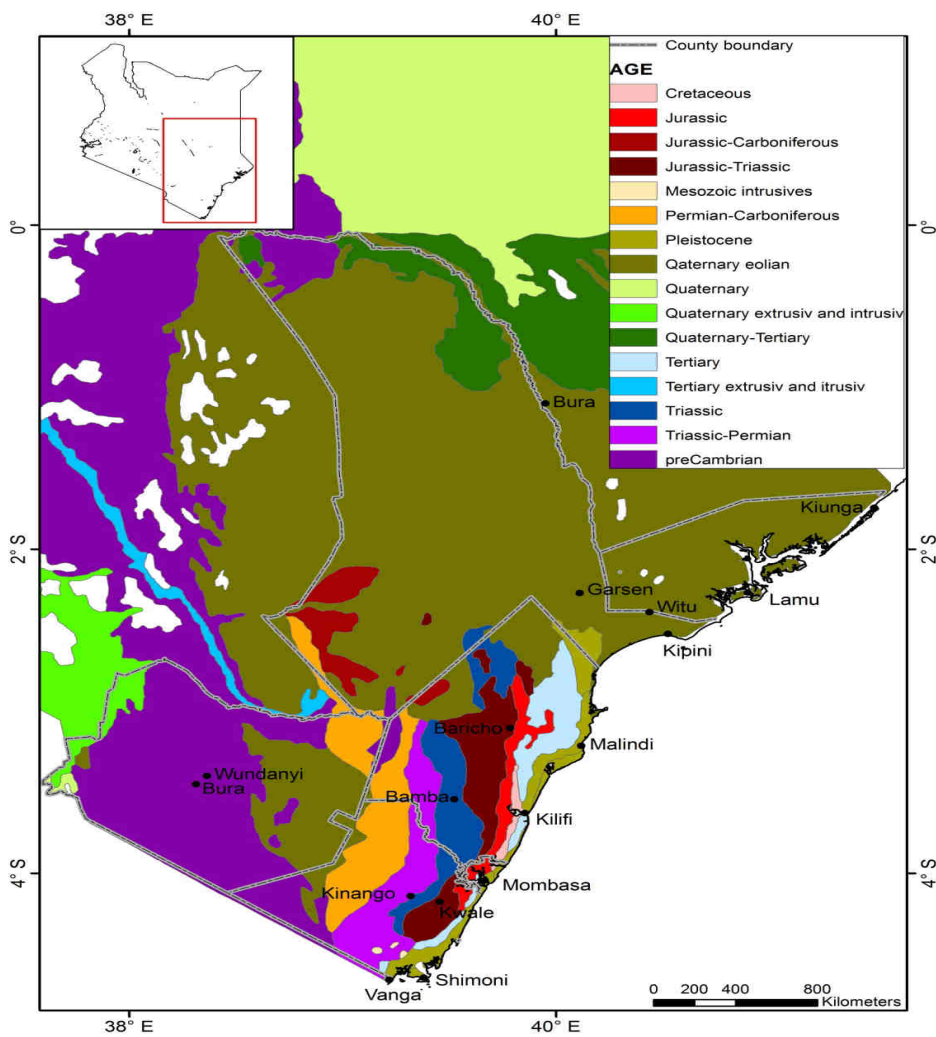 38° E
40° E
County boundary
AGE
Cretaceous
Jurassic
Jurassic-Carboniferous
Jurassic-Triassic
Mesozoic intrusives
Permian-Carboniferous
Pleistocene
Qaternary eolian
Quaternary
Quaternary extrusiv and intrusiv
Quaternary-Tertiary
Tertiary
Tertiary extrusiv and itrusiv
Triassic
Triassic-Permian
preCambrian
0°
0°
Bura
Kiunga
2° S
2° S
Garsen
Lamu
Witu
Kipini
Baricho
Malindi
Wundanyi
Bura
Bamba
Kilifi
4° S
4° S
Mombasa
Kinango
Kwale
Shimoni
Vanga
0 200 400 800
Kilometers
38° E
40° E